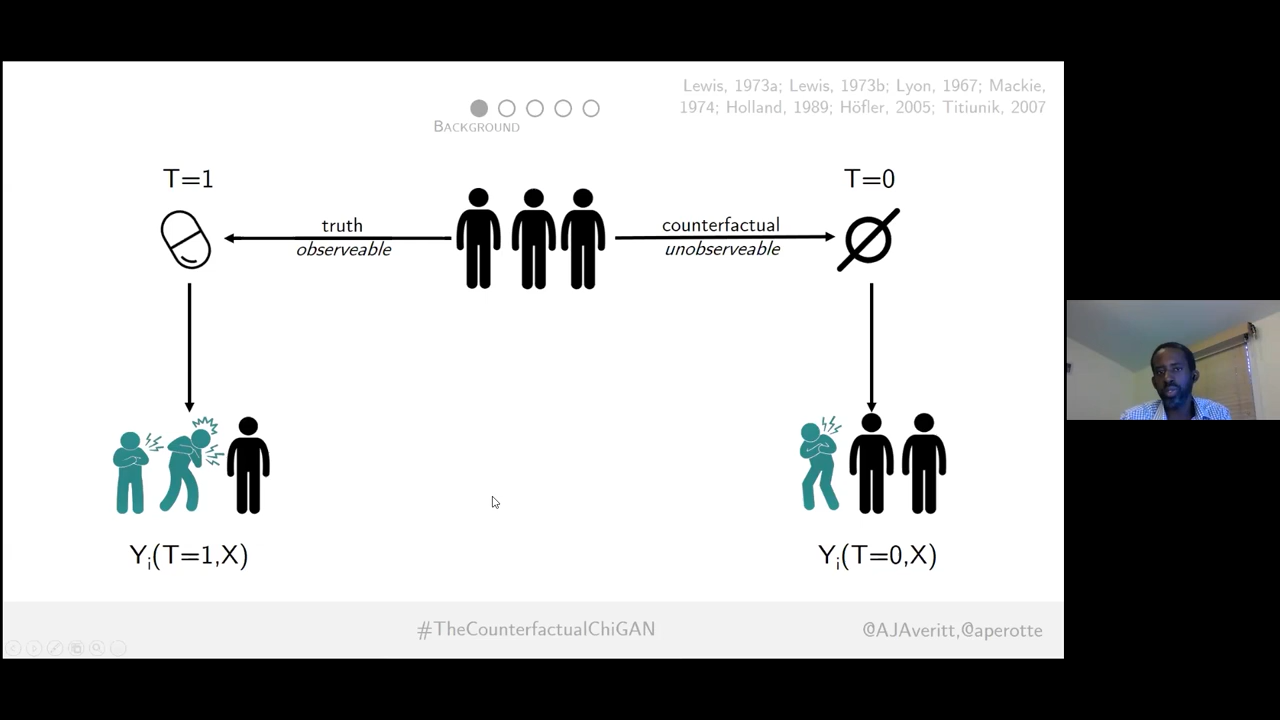 Lewis, 1973a; Lewis, 1973b; Lyon, 1967; Mackie,
1974; Holland, 1989; Höfler, 2005; Titiunik, 2007
BACKGROUND
T=1
T=0
truth
observeable
counterfactual
unobserveable
Yi(T=1,X)
Yi(T=0,X)
#TheCounterfactualChiGAN
@AJAveritt,@aperotte